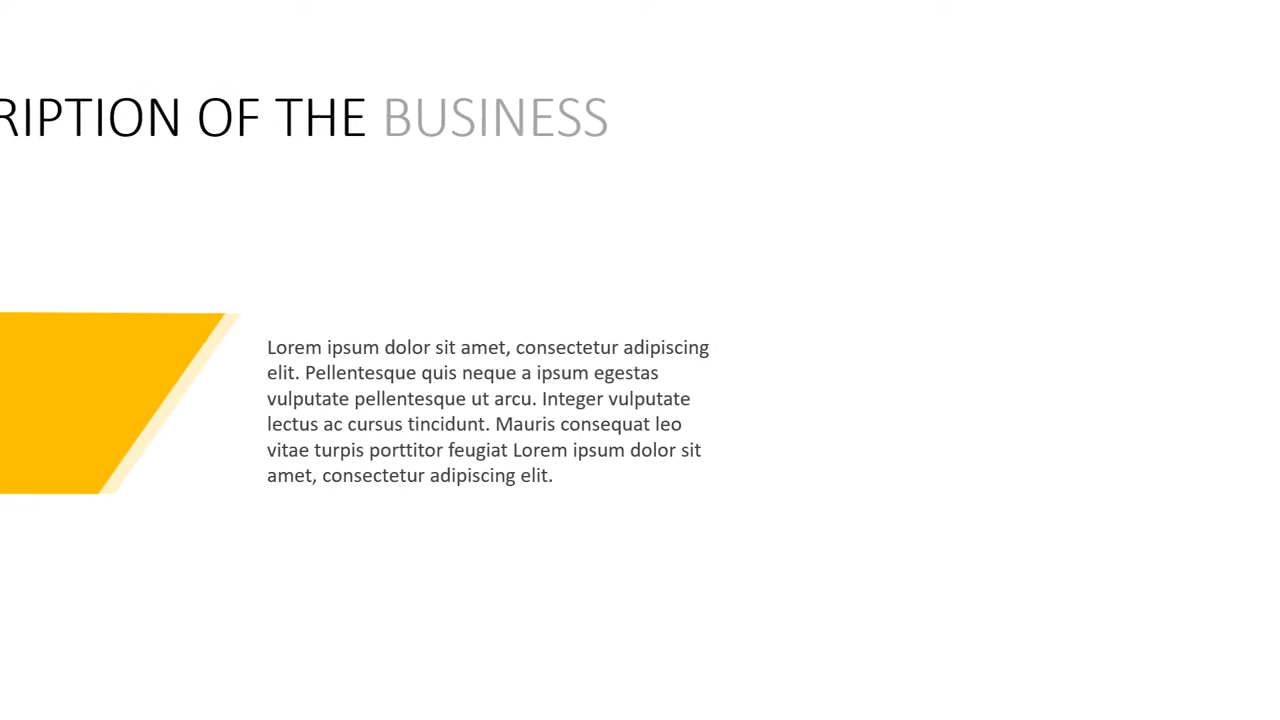 RIPTION OF THE BUSINESS
Lorem ipsum dolor sit amet, consectetur adipiscing
elit. Pellentesque quis neque a ipsum egestas
vulputate pellentesque ut arcu. Integer vulputate
lectus ac cursus tincidunt. Mauris consequat leo
vitae turpis porttitor feugiat Lorem ipsum dolor sit
amet, consectetur adipiscing elit.